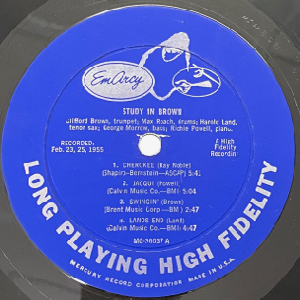 EmArcy
STUDY IN BROWN
Clifford Brown, trumpet; Max Roach, drums; Harold Land,
tenor sax; George Morrow, bass; Richie Powell, piano.
RECORDED:
Feb. 23, 25, 1955
A High
Fidelity
Recording
1. CHEROKEE (Ray Noble)
(Shapiro-Bernstein—ASCAP) 5:41
2. JACQUI (Powell)
(Calvin Music Co.—BMI) 5:04
3. SWINGIN' (Brown)
(Brent Music Corp—BMI) 2:47
4. LANDS END (Land)
(Calvin Music Co.—BMI) 4:47
MG-36037 A
LONG PLAYING HIGH FIDELITY
MERCURY RECORD CORPORATION MADE IN U.S.A.